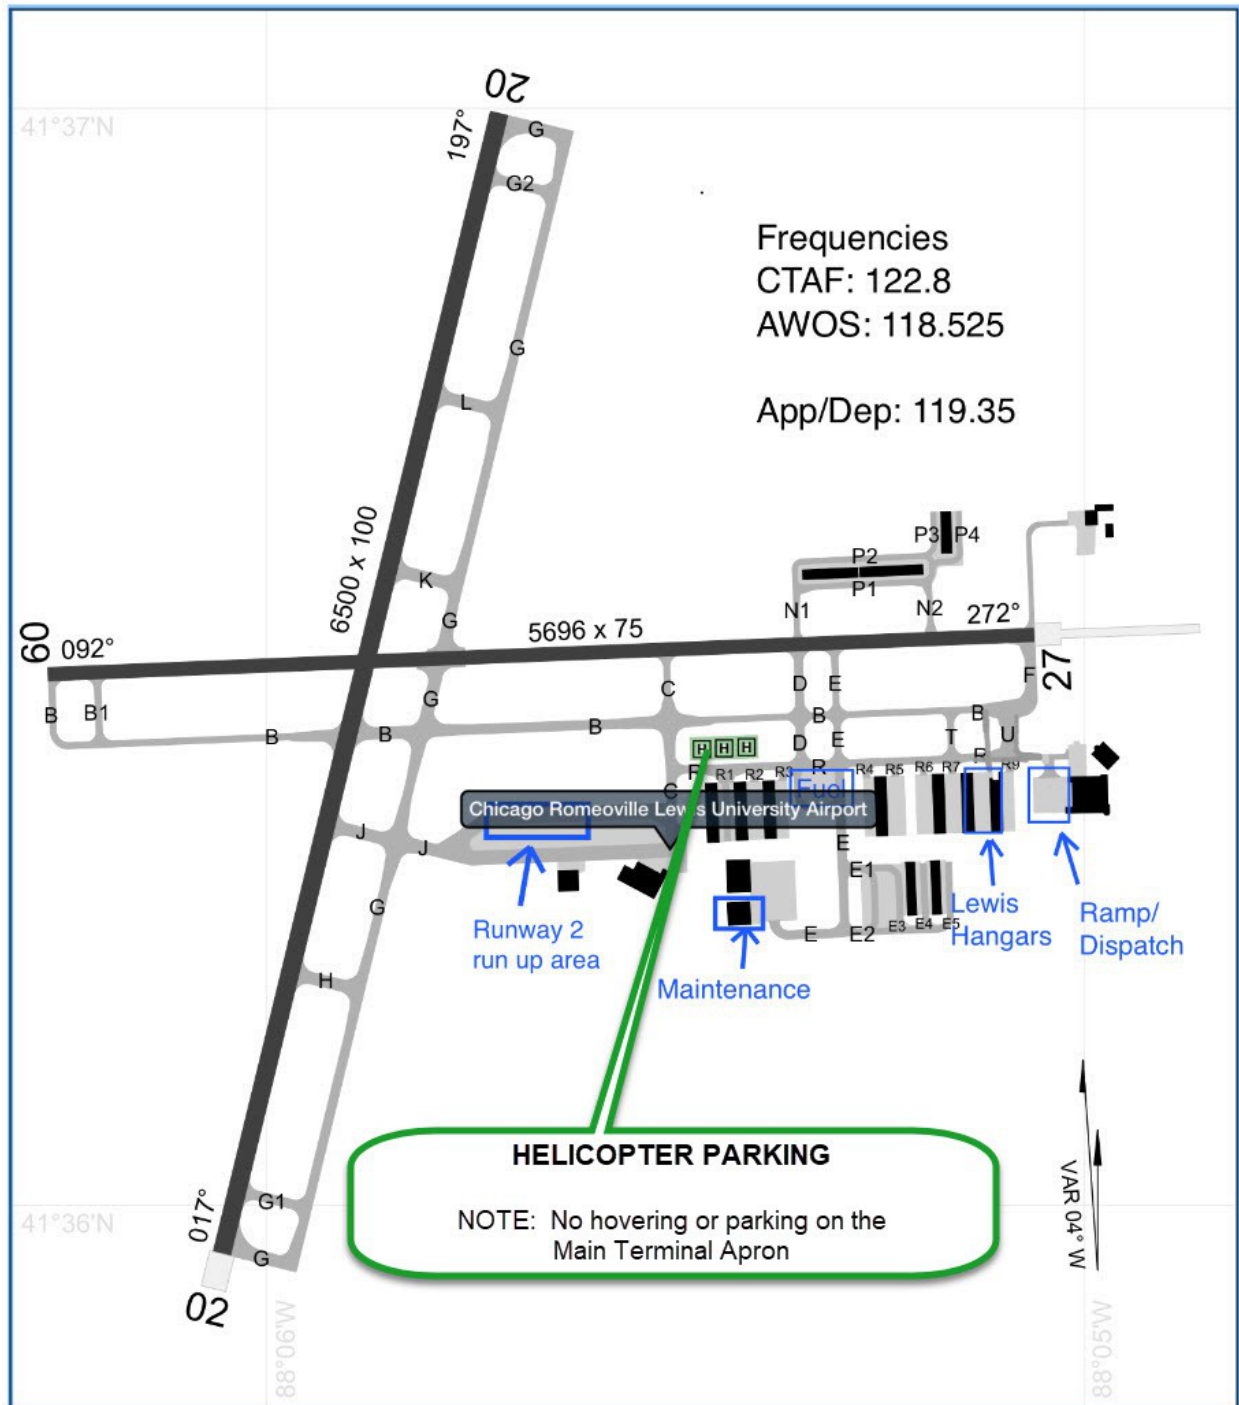 20
197°
G
41°37'N
G2
Frequencies
CTAF: 122.8
AWOS: 118.525
App/Dep: 119.35
G
L
6500 x 100
P3
P4
P2
P1
K
N1
N2
272°
G
5696 x 75
09
092°
27
F
C
D
E
G
B
B1
B
B
B
B
B
H
H
H
D
E
T
U
R
R1
R2
R3
R
R4
R5
R6
R7
R9
Fuel
C
Chicago Romeoville Lewis University Airport
J
J
E
E1
G
Runway 2
run up area
Lewis
Hangars
Ramp/
Dispatch
E
E2
E3
E4
E5
Maintenance
H
HELICOPTER PARKING
NOTE: No hovering or parking on the
Main Terminal Apron
VAR 04° W
017°
G1
41°36'N
G
02
88°06'W
88°05'W